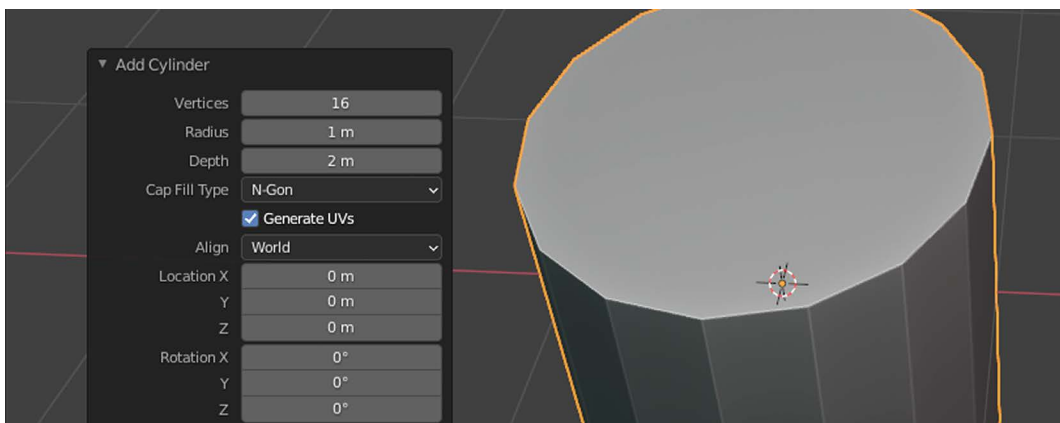 Add Cylinder
Vertices 16
Radius 1 m
Depth 2 m
Cap Fill Type N-Gon
Generate UVs
Align World
Location X 0 m
Y 0 m
Z 0 m
Rotation X 0°
Y 0°
Z 0°